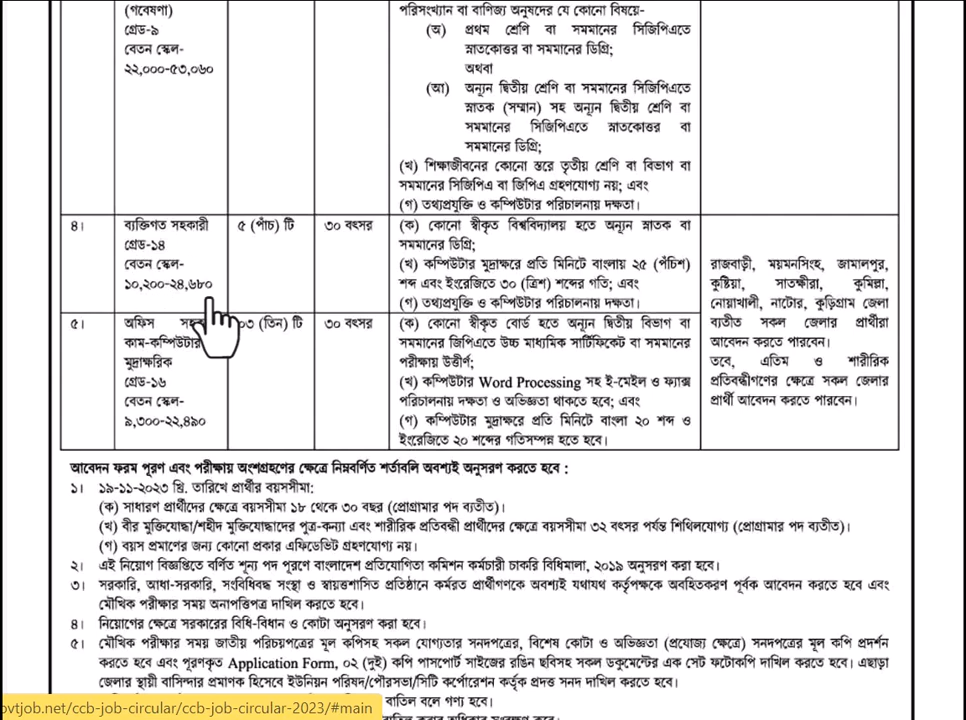 (গবেষণা)
গ্রেড-৯
বেতন স্কেল-
২২,০০০-৫৩,০৬০
পরিসংখ্যান বা বাণিজ্য অনুষদের যে কোনো বিষয়ে-
(অ) প্রথম শ্রেণি বা সমমানের সিজিপিএতে
স্নাতকোত্তর বা সমমানের ডিগ্রি;
অথবা
(আ) অন্যূন দ্বিতীয় শ্রেণি বা সমমানের সিজিপিএতে
স্নাতক (সম্মান) সহ অন্যূন দ্বিতীয় শ্রেণি বা
সমমানের সিজিপিএতে স্নাতকোত্তর বা
সমমানের ডিগ্রি;
(খ) শিক্ষাজীবনের কোনো স্তরে তৃতীয় শ্রেণি বা বিভাগ বা
সমমানের সিজিপিএ বা জিপিএ গ্রহণযোগ্য নয়; এবং
(গ) তথ্যপ্রযুক্তি ও কম্পিউটার পরিচালনায় দক্ষতা।
৪।
ব্যক্তিগত সহকারী
গ্রেড-১৪
বেতন স্কেল-
১০,২০০-২৪,৬৮০
৫ (পাঁচ) টি
৩০ বৎসর
(ক) কোনো স্বীকৃত বিশ্ববিদ্যালয় হতে অন্যূন স্নাতক বা
সমমানের ডিগ্রি;
(খ) কম্পিউটার মুদ্রাক্ষরে প্রতি মিনিটে বাংলায় ২৫ (পঁচিশ)
শব্দ এবং ইংরেজিতে ৩০ (ত্রিশ) শব্দের গতি; এবং
(গ) তথ্যপ্রযুক্তি ও কম্পিউটার পরিচালনায় দক্ষতা।
৫।
অফিস
কাম-কম্পিউটার
মুদ্রাক্ষরিক
গ্রেড-১৬
বেতন স্কেল-
৯,৩০০-২২,৪৯০
০৩ (তিন) টি
৩০ বৎসর
(ক) কোনো স্বীকৃত বোর্ড হতে অন্যূন দ্বিতীয় বিভাগ বা
সমমানের জিপিএতে উচ্চ মাধ্যমিক সার্টিফিকেট বা সমমানের
পরীক্ষায় উত্তীর্ণ;
(খ) কম্পিউটার Word Processing সহ ই-মেইল ও ফ্যাক্স
পরিচালনায় দক্ষতা ও অভিজ্ঞতা থাকতে হবে; এবং
(গ) কম্পিউটার মুদ্রাক্ষরে প্রতি মিনিটে বাংলা ২০ শব্দ ও
ইংরেজিতে ২০ শব্দের গতিসম্পন্ন হতে হবে।
রাজবাড়ী, ময়মনসিংহ, জামালপুর,
কুষ্টিয়া, সাতক্ষীরা, কুমিল্লা,
নোয়াখালী, নাটোর, কুড়িগ্রাম জেলা
ব্যতীত সকল জেলার প্রার্থীরা
আবেদন করতে পারবেন।
তবে, এতিম ও শারীরিক
প্রতিবন্ধীগণের ক্ষেত্রে সকল জেলার
প্রার্থী আবেদন করতে পারবেন।
আবেদন ফরম পূরণ এবং পরীক্ষায় অংশগ্রহণের ক্ষেত্রে নিম্নবর্ণিত শর্তাবলি অবশ্যই অনুসরণ করতে হবে :
১। ১৯-১১-২০২৩ খ্রি. তারিখে প্রার্থীর বয়সসীমা:
(ক) সাধারণ প্রার্থীদের ক্ষেত্রে বয়সসীমা ১৮ থেকে ৩০ বছর (প্রোগ্রামার পদ ব্যতীত)।
(খ) বীর মুক্তিযোদ্ধা/শহীদ মুক্তিযোদ্ধাদের পুত্র-কন্যা এবং শারীরিক প্রতিবন্ধী প্রার্থীদের ক্ষেত্রে বয়সসীমা ৩২ বৎসর পর্যন্ত শিথিলযোগ্য (প্রোগ্রামার পদ ব্যতীত)।
(গ) বয়স প্রমাণের জন্য কোনো প্রকার এফিডেভিট গ্রহণযোগ্য নয়।
২। এই নিয়োগ বিজ্ঞপ্তিতে বর্ণিত শূন্য পদ পূরণে বাংলাদেশ প্রতিযোগিতা কমিশন কর্মচারী চাকরি বিধিমালা, ২০১৯ অনুসরণ করা হবে।
৩। সরকারি, আধা-সরকারি, সংবিধিবদ্ধ সংস্থা ও স্বায়ত্তশাসিত প্রতিষ্ঠানে কর্মরত প্রার্থীগণকে অবশ্যই যথাযথ কর্তৃপক্ষকে অবহিতকরণ পূর্বক আবেদন করতে হবে এবং
মৌখিক পরীক্ষার সময় অনাপত্তিপত্র দাখিল করতে হবে।
৪। নিয়োগের ক্ষেত্রে সরকারের বিধি-বিধান ও কোটা অনুসরণ করা হবে।
৫। মৌখিক পরীক্ষার সময় জাতীয় পরিচয়পত্রের মূল কপিসহ সকল যোগ্যতার সনদপত্রের, বিশেষ কোটা ও অভিজ্ঞতা (প্রযোজ্য ক্ষেত্রে) সনদপত্রের মূল কপি প্রদর্শন
করতে হবে এবং পূরণকৃত Application Form, ০২ (দুই) কপি পাসপোর্ট সাইজের রঙিন ছবিসহ সকল ডকুমেন্টের এক সেট ফটোকপি দাখিল করতে হবে। এছাড়া
জেলার স্থায়ী বাসিন্দার প্রমাণক হিসেবে ইউনিয়ন পরিষদ/পৌরসভা/সিটি কর্পোরেশন কর্তৃক প্রদত্ত সনদ দাখিল করতে হবে।
বাতিল বলে গণ্য হবে।
ovtjob.net/ccb-job-circular/ccb-job-circular-2023/#main